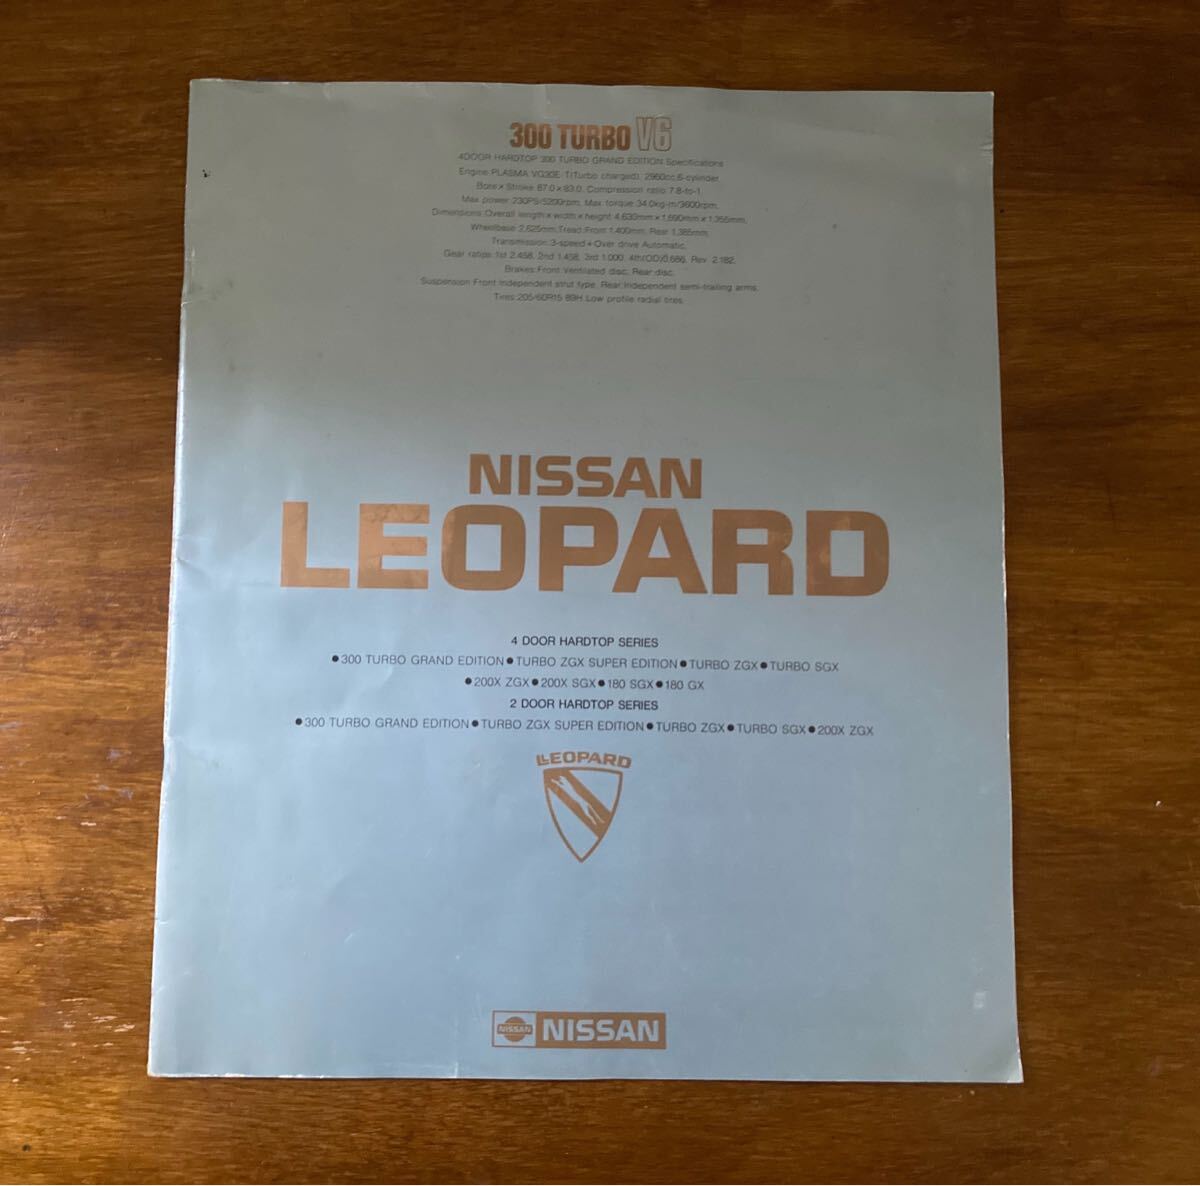 300 TURBO V6
4DOOR HARDTOP 300 TURBO GRAND EDITION Specifications
Engine:PLASMA VG30E·T(Turbo charged), 2960cc,6-cylinder.
Bore×Stroke 87.0×83.0, Compression ratio 7.8-to-1.
Max power 230PS/5200rpm, Max torque 34.0kg-m/3600rpm.
Dimensions:Overall length×width×height 4,630mm×1,690mm×1,355mm,
Wheelbase 2,625mm,Tread:Front 1,400mm, Rear 1,385mm.
Transmission:3-speed+Over drive Automatic.
Gear ratios:1st 2.458, 2nd 1.458, 3rd 1.000, 4th(OD)0.686, Rev. 2.182.
Brakes:Front Ventilated disc, Rear:disc.
Suspension:Front:Independent strut type, Rear:Independent semi-trailing arms.
Tires:205/60R15 89H Low profile radial tires.
NISSAN
LEOPARD
4 DOOR HARDTOP SERIES
●300 TURBO GRAND EDITION●TURBO ZGX SUPER EDITION●TURBO ZGX●TURBO SGX
●200X ZGX●200X SGX●180 SGX●180 GX
2 DOOR HARDTOP SERIES
●300 TURBO GRAND EDITION●TURBO ZGX SUPER EDITION●TURBO ZGX●TURBO SGX●200X ZGX
LEOPARD
NISSAN NISSAN